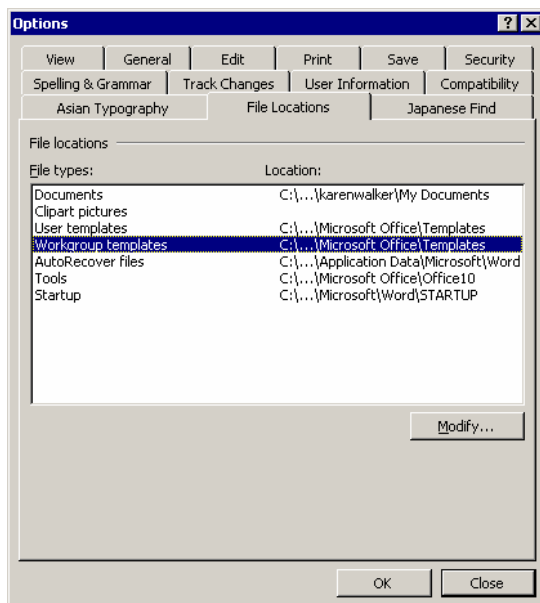 Options
View General Edit Print Save Security
Spelling & Grammar Track Changes User Information Compatibility
Asian Typography File Locations Japanese Find
File locations
File types: Location:
Documents C:\...\karenwalker\My Documents
Clipart pictures
User templates C:\...\Microsoft Office\Templates
Workgroup templates C:\...\Microsoft Office\Templates
AutoRecover files C:\...\Application Data\Microsoft\Word
Tools C:\...\Microsoft Office\Office10
Startup C:\...\Microsoft\Word\STARTUP
Modify...
OK Close